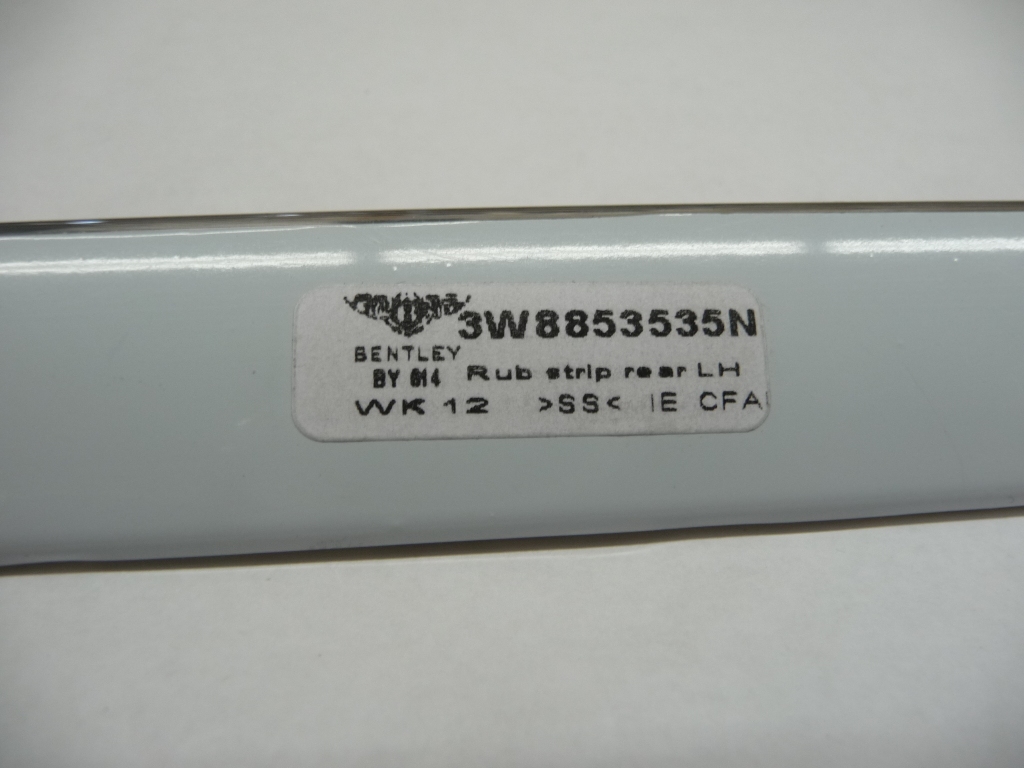 3W8853535N
BENTLEY
BY 614 Rub strip rear LH
WK 12 >SS< IE CFA